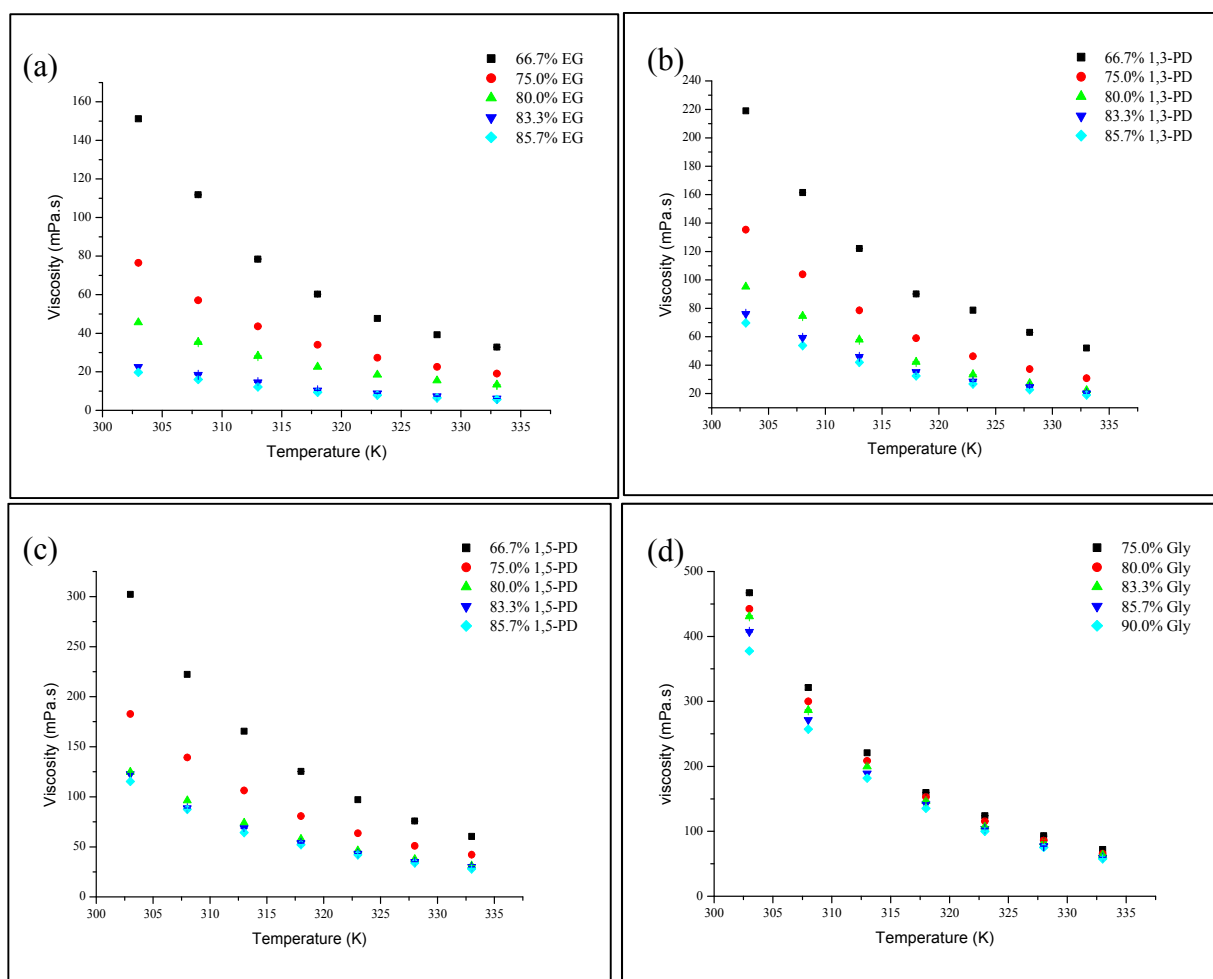 (a)
66.7% EG
75.0% EG
80.0% EG
83.3% EG
85.7% EG
160
140
120
100
80
60
40
20
0
Viscosity (mPa.s)
300 305 310 315 320 325 330 335
Temperature (K)
(b)
66.7% 1,3-PD
75.0% 1,3-PD
80.0% 1,3-PD
83.3% 1,3-PD
85.7% 1,3-PD
240
220
200
180
160
140
120
100
80
60
40
20
Viscosity (mPa.s)
300 305 310 315 320 325 330 335
Temperature (K)
(c)
66.7% 1,5-PD
75.0% 1,5-PD
80.0% 1,5-PD
83.3% 1,5-PD
85.7% 1,5-PD
300
250
200
150
100
50
0
Viscosity (mPa.s)
300 305 310 315 320 325 330 335
Temperature (K)
(d)
75.0% Gly
80.0% Gly
83.3% Gly
85.7% Gly
90.0% Gly
500
400
300
200
100
0
viscosity (mPa.s)
300 305 310 315 320 325 330 335
Temperature (K)